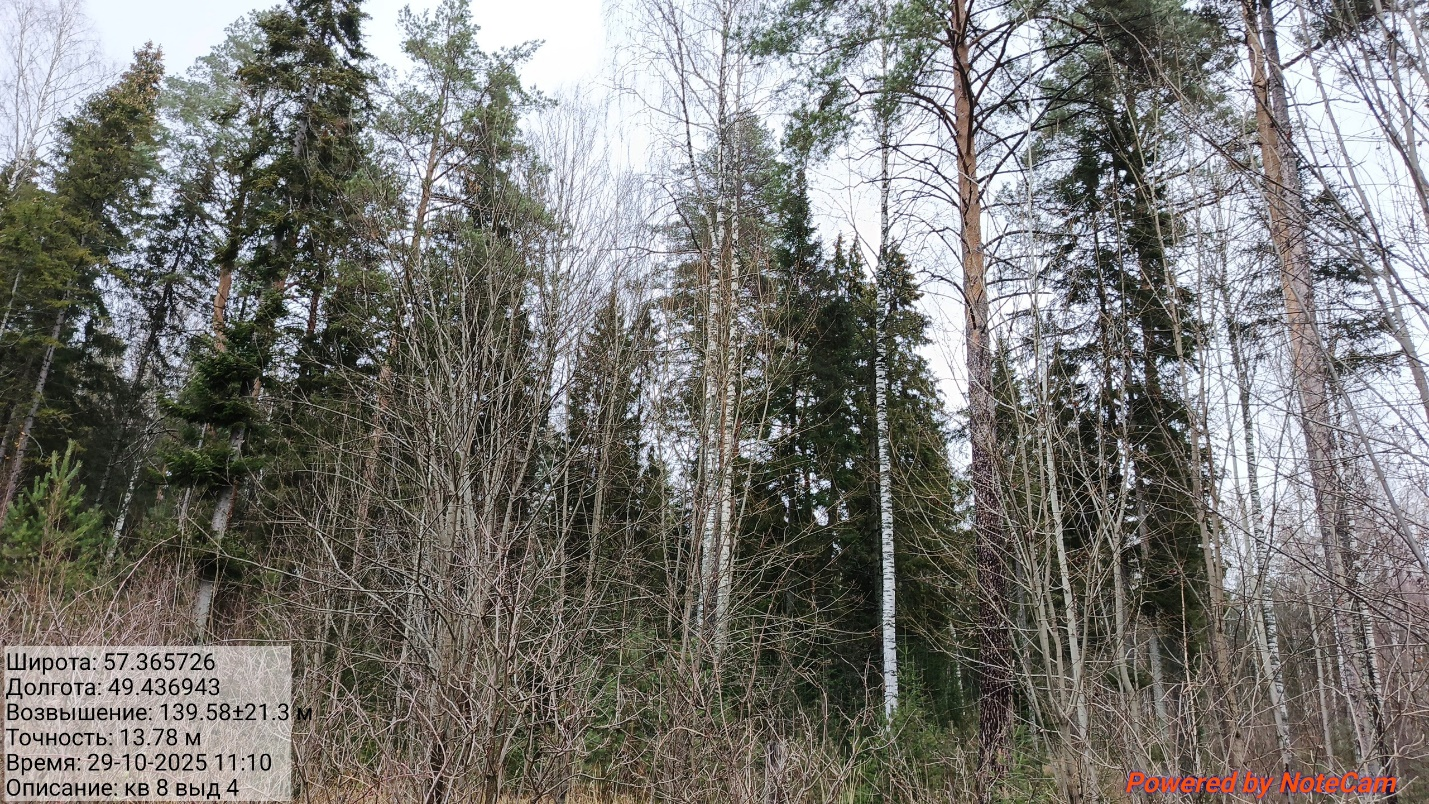 Широта: 57.365726
Долгота: 49.436943
Возвышение: 139.58±21.3 м
Точность: 13.78 м
Время: 29-10-2025 11:10
Описание: кв 8 выд 4
Powered by NoteCam